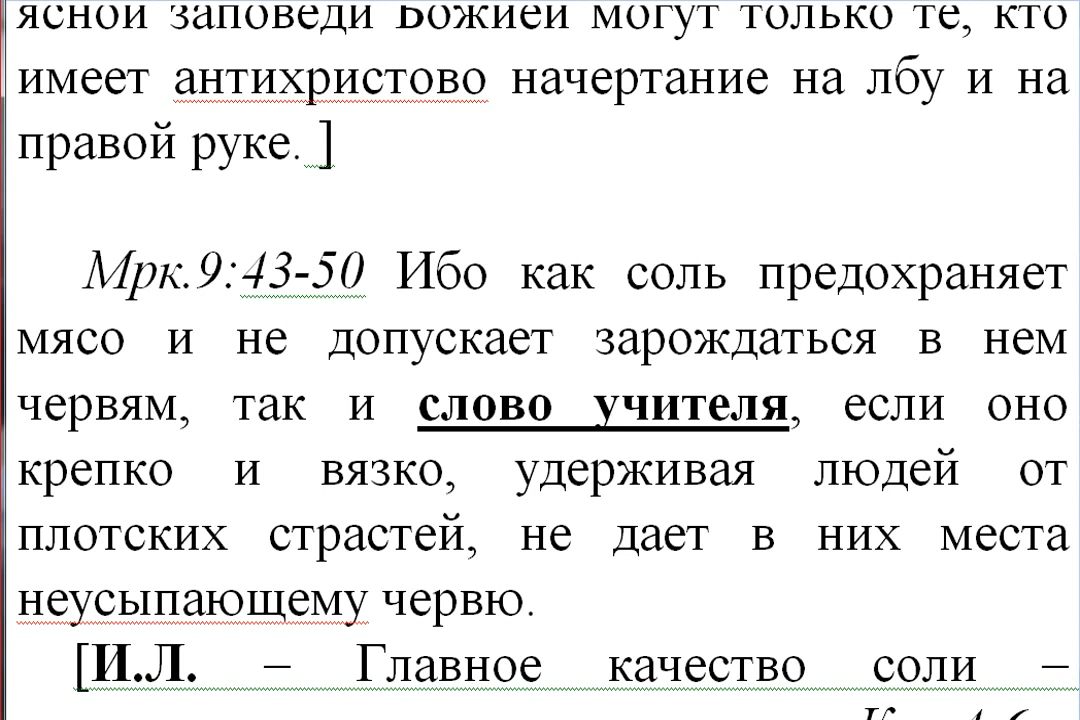 ясной заповеди Божией могут только те, кто
имеет антихристово начертание на лбу и на
правой руке. ]
Мрк.9:43-50 Ибо как соль предохраняет
мясо и не допускает зарождаться в нем
червям, так и слово учителя, если оно
крепко и вязко, удерживая людей от
плотских страстей, не дает в них места
неусыпающему червю.
[И.Л. – Главное качество соли –